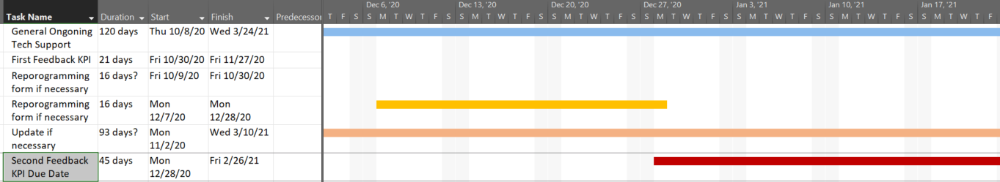 Dec 6, '20 Dec 13, '20 Dec 20, '20 Dec 27, '20 Jan 3, '21 Jan 10, '21 Jan 17, '21
Task Name Duration Start Finish Predecessor T F S S M T W T F S S M T W T F S S M T W T F S S M T W T F S S M T W T F S S M T W T F S S M T W T F
General Ongoning 120 days Thu 10/8/20 Wed 3/24/21
Tech Support
First Feedback KPI 21 days Fri 10/30/20 Fri 11/27/20
Reporogramming 16 days? Fri 10/9/20 Fri 10/30/20
form if necessary
Reporogramming 16 days Mon Mon
form if necessary 12/7/20 12/28/20
Update if 93 days? Mon Wed 3/10/21
necessary 11/2/20
Second Feedback 45 days Mon Fri 2/26/21
KPI Due Date 12/28/20